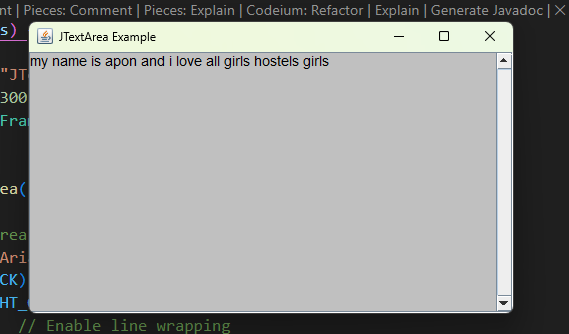 nt | Pieces: Comment | Pieces: Explain | Codeium: Refactor | Explain | Generate Javadoc | ✕
s)
JTextArea Example
my name is apon and i love all girls hostels girls
"JT
300
Fra
ea(
rea
Aria
CK)
HT_
// Enable line wrapping